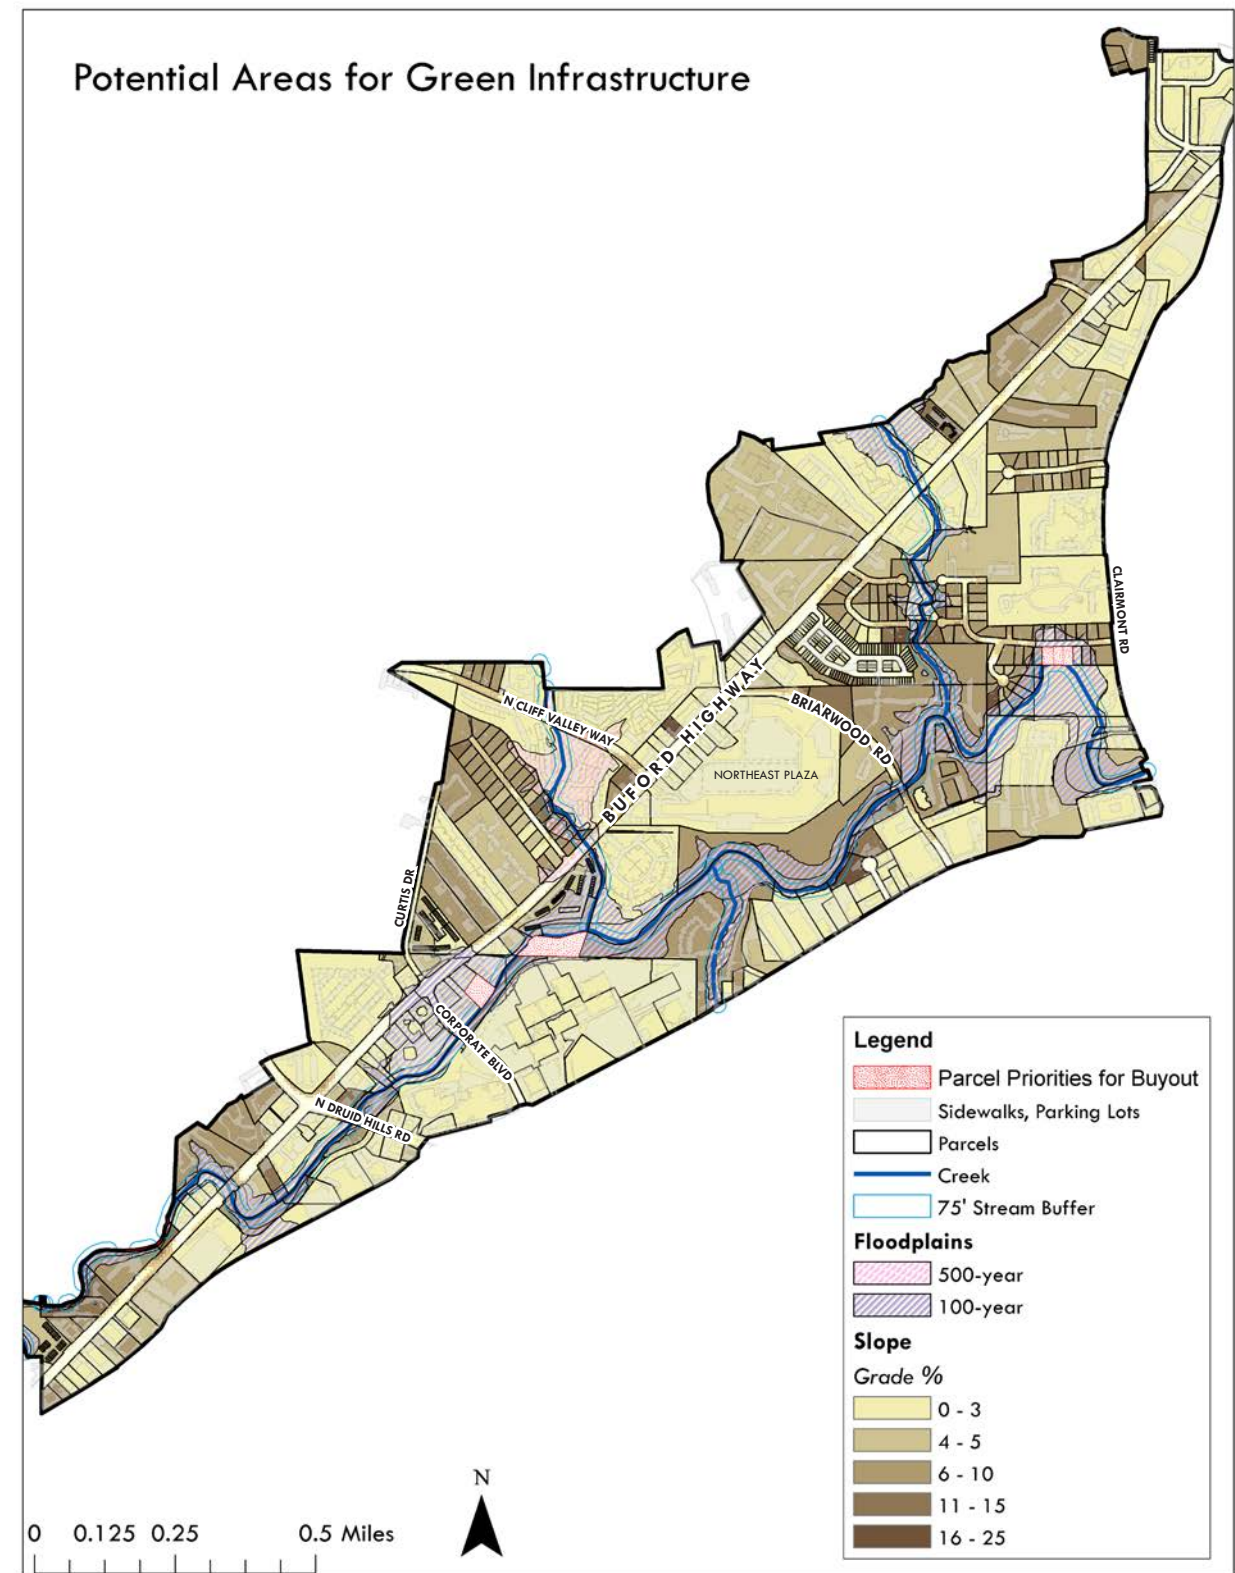 Potential Areas for Green Infrastructure
CLAIRMONT RD
N CLIFF VALLEY WAY
BUFORD HIGHWAY
BRIARWOOD RD
NORTHEAST PLAZA
CURTIS DR
CORPORATE BLVD
N DRUID HILLS RD
Legend
Parcel Priorities for Buyout
Sidewalks, Parking Lots
Parcels
Creek
75' Stream Buffer
Floodplains
500-year
100-year
Slope
Grade %
0 - 3
4 - 5
6 - 10
11 - 15
16 - 25
N
0 0.125 0.25 0.5 Miles